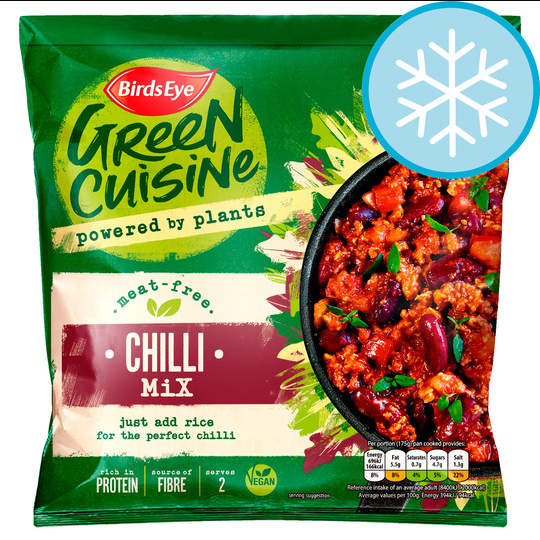 BirdsEye
GREEN
CUISINE
powered by plants
meat-free
CHILLI
MIX
just add rice
for the perfect chilli
rich in
PROTEIN
source of
FIBRE
serves
2
VEGAN
serving suggestion
Per portion (175g) pan cooked provides:
Energy
696kJ
166kcal
8%
Fat
5.5g
8%
Saturates
0.7g
4%
Sugars
4.7g
5%
Salt
1.3g
22%
Reference intake of an average adult (8400kJ/2000kcal)
Average values per 100g: Energy 394kJ/94kcal